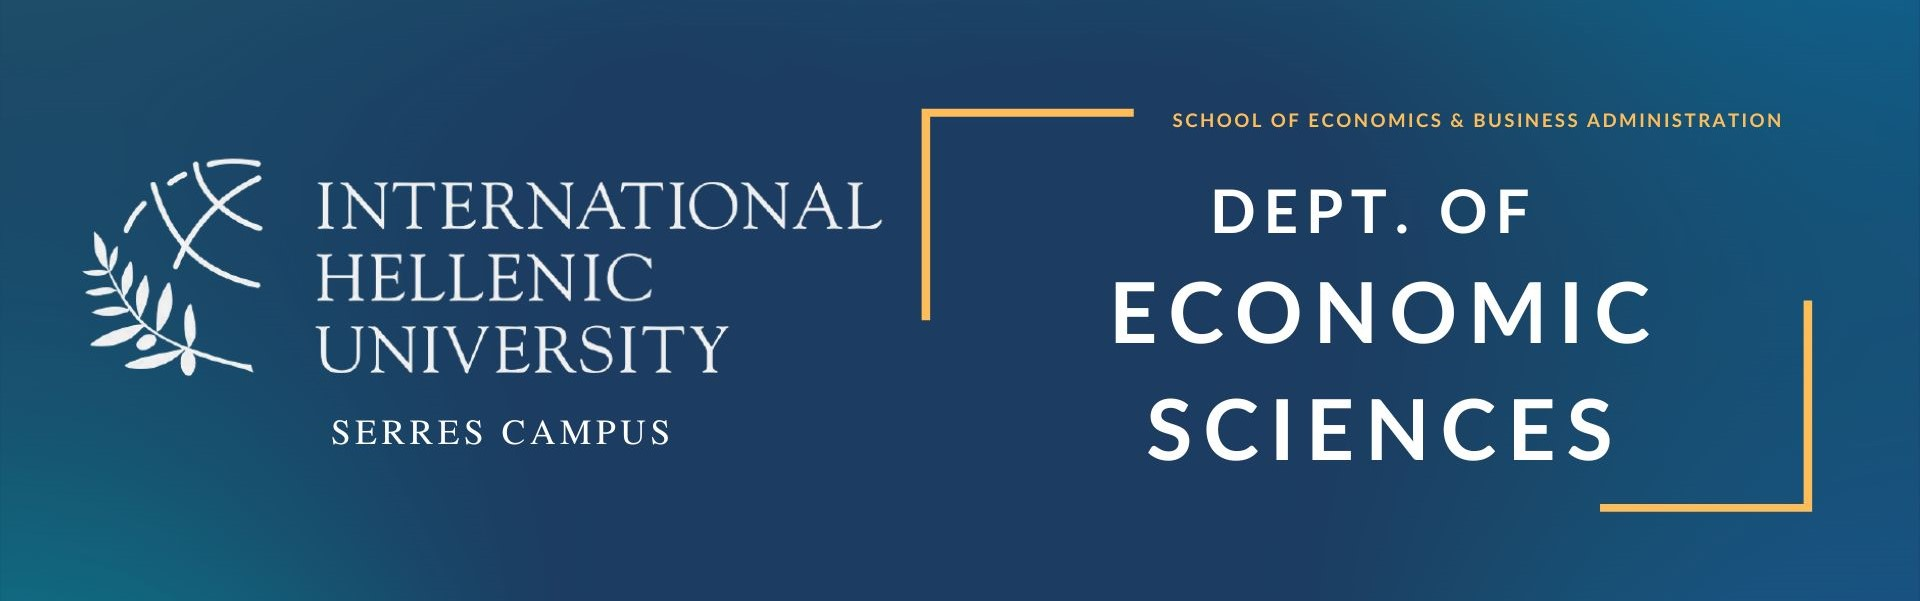 INTERNATIONAL
HELLENIC
UNIVERSITY
SERRES CAMPUS
SCHOOL OF ECONOMICS & BUSINESS ADMINISTRATION
DEPT. OF
ECONOMIC
SCIENCES